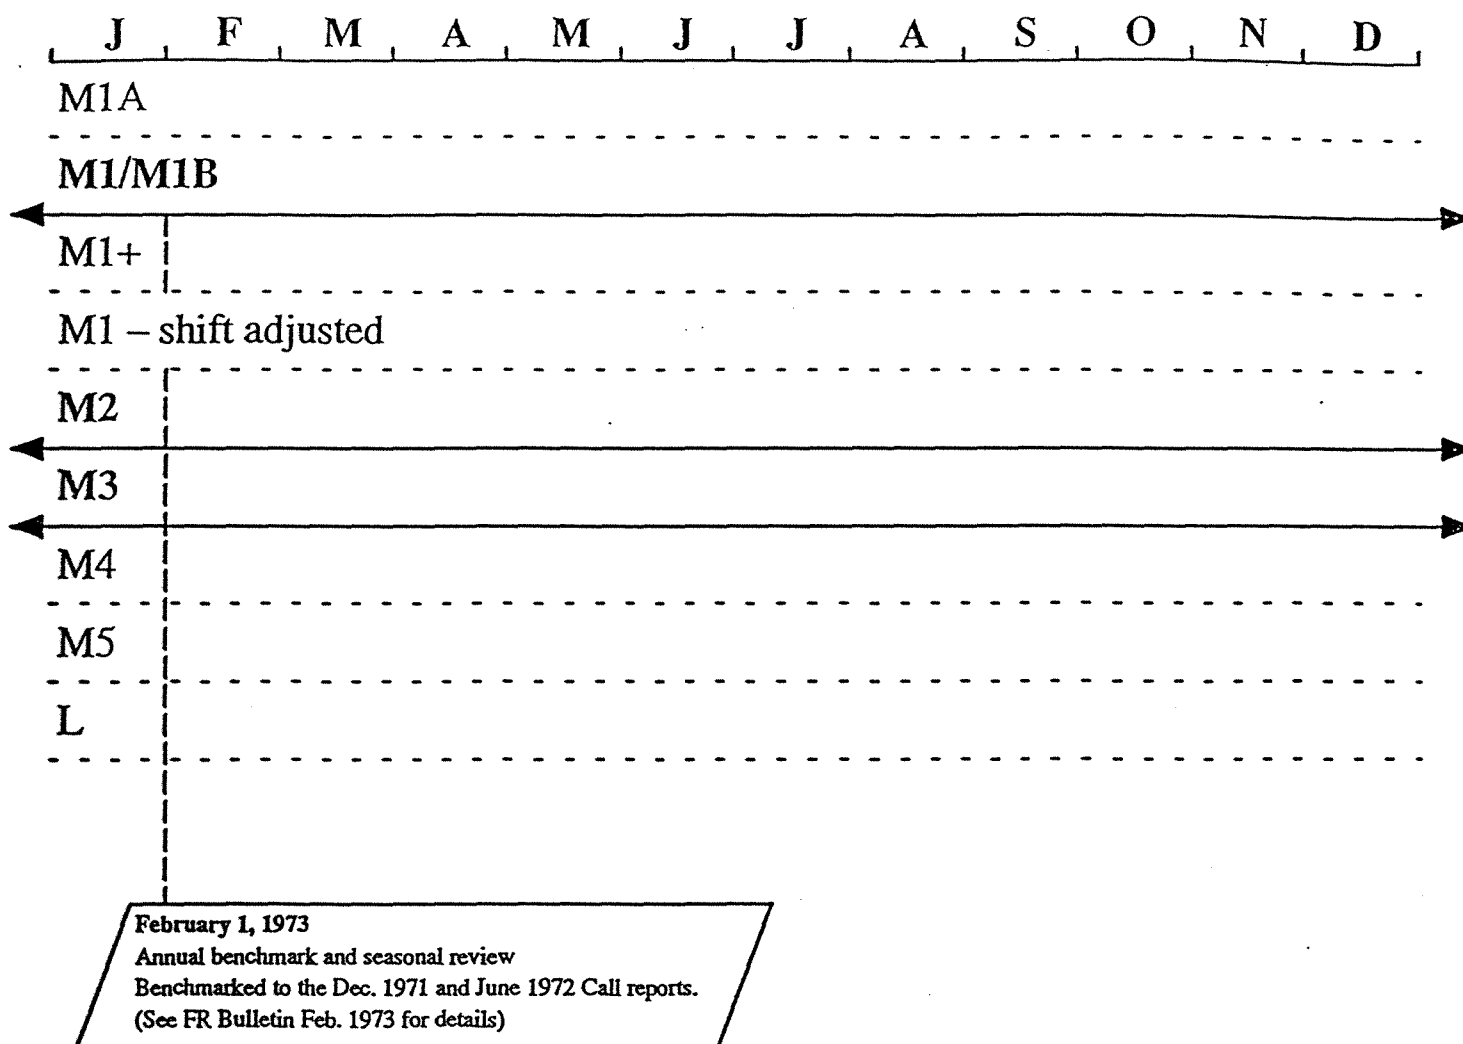 J F M A M J J A S O N D
M1A
M1/M1B
M1+
M1 – shift adjusted
M2
M3
M4
M5
L
February 1, 1973
Annual benchmark and seasonal review
Benchmarked to the Dec. 1971 and June 1972 Call reports.
(See FR Bulletin Feb. 1973 for details)